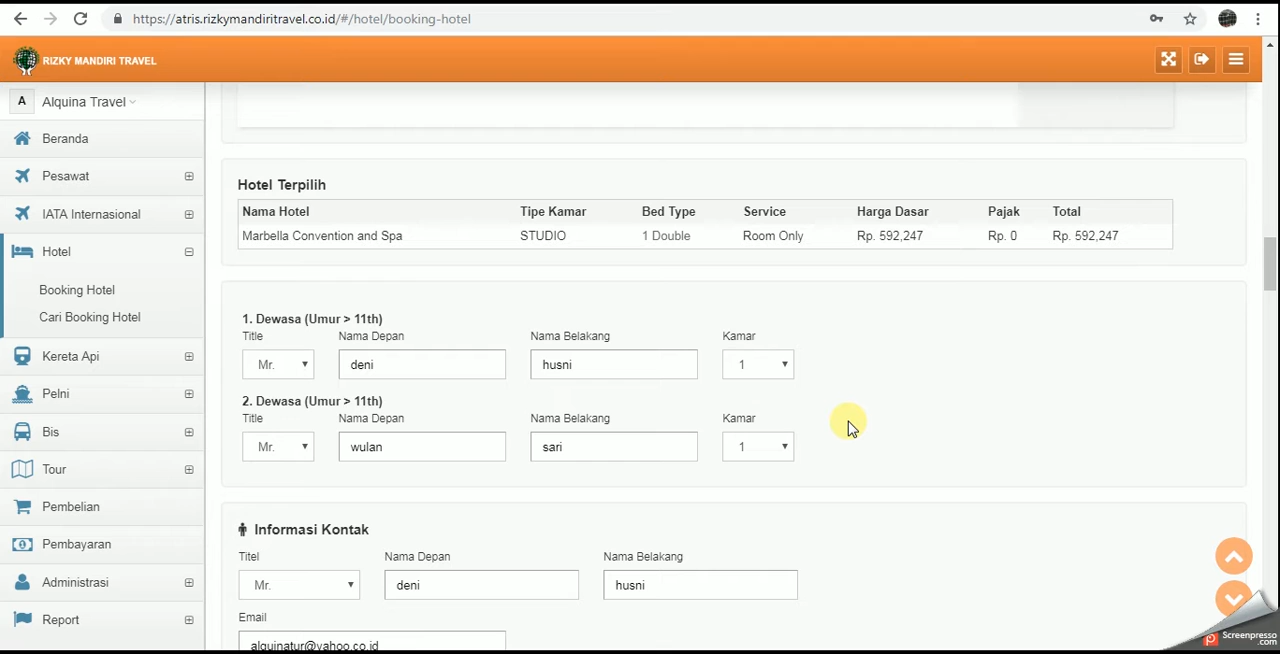 https://atris.rizkymandiritravel.co.id/#/hotel/booking-hotel
RIZKY MANDIRI TRAVEL
A Alquina Travel
Beranda
Pesawat
IATA Internasional
Hotel
Booking Hotel
Cari Booking Hotel
Kereta Api
Pelni
Bis
Tour
Pembelian
Pembayaran
Administrasi
Report
Hotel Terpilih
Nama Hotel Tipe Kamar Bed Type Service Harga Dasar Pajak Total
Marbella Convention and Spa STUDIO 1 Double Room Only Rp. 592,247 Rp. 0 Rp. 592,247
1. Dewasa (Umur > 11th)
Title Nama Depan Nama Belakang Kamar
Mr. deni husni 1
2. Dewasa (Umur > 11th)
Title Nama Depan Nama Belakang Kamar
Mr. wulan sari 1
Informasi Kontak
Titel Nama Depan Nama Belakang
Mr. deni husni
Email
alquinatur@yahoo.co.id
Screenpresso
.com